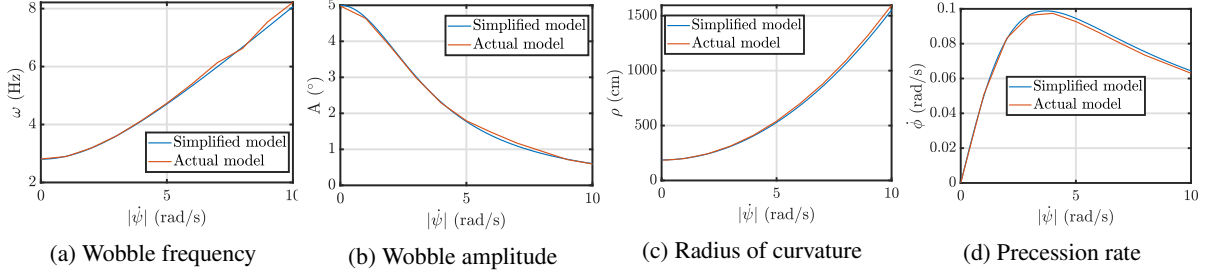 8
6
4
2
ω (Hz)
Simplified model
Actual model
0
5
10
|ψ̇| (rad/s)
(a) Wobble frequency
5
4
3
2
1
0
A (°)
Simplified model
Actual model
0
5
10
|ψ̇| (rad/s)
(b) Wobble amplitude
1500
1000
500
0
ρ (cm)
Simplified model
Actual model
0
5
10
|ψ̇| (rad/s)
(c) Radius of curvature
0.1
0.08
0.06
0.04
0.02
0
ϕ̇ (rad/s)
Simplified model
Actual model
0
5
10
|ψ̇| (rad/s)
(d) Precession rate